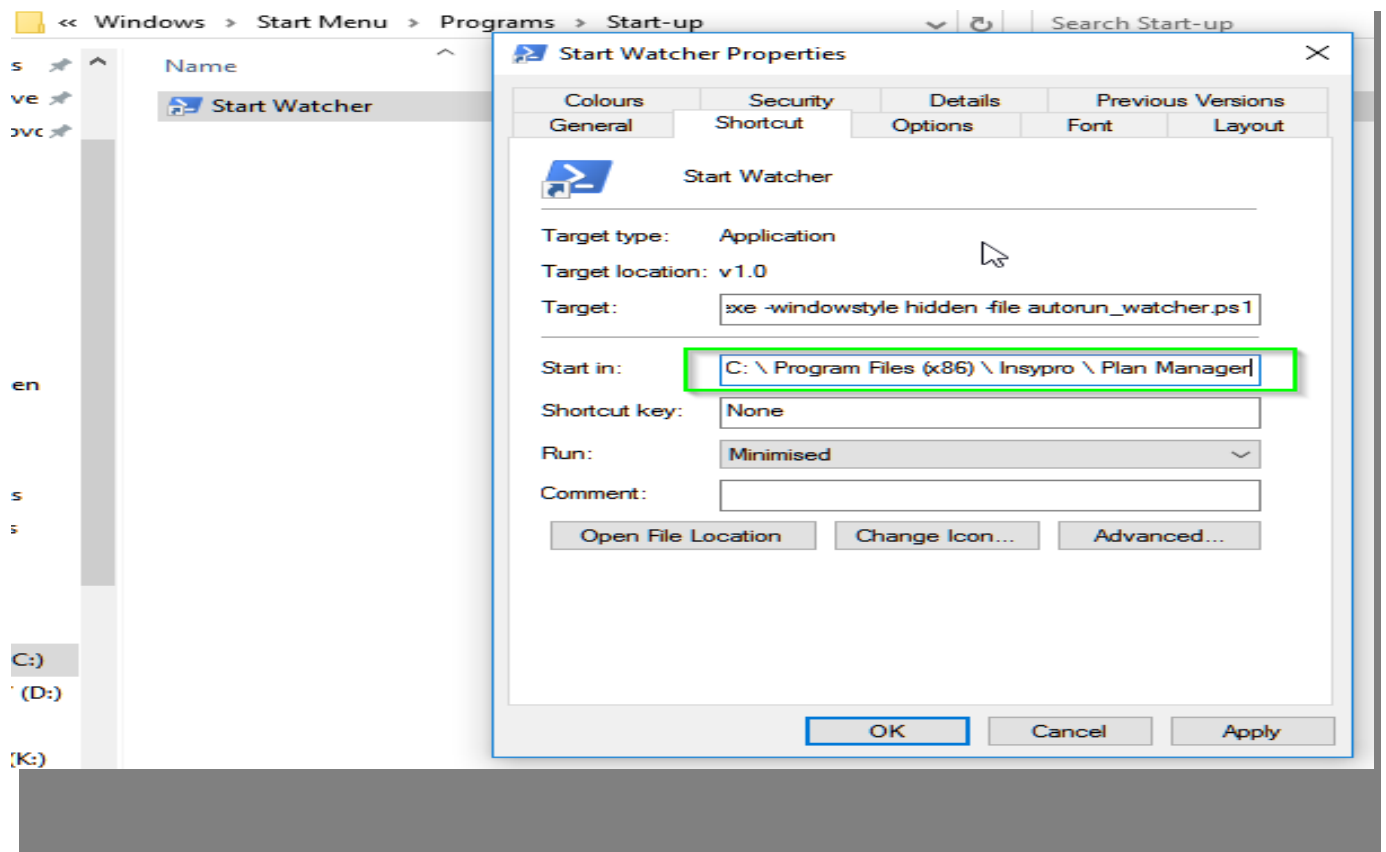 « Windows > Start Menu > Programs > Start-up
Search Start-up
Start Watcher Properties
s
Name
ve
Start Watcher
Colours Security Details Previous Versions
General Shortcut Options Font Layout
Start Watcher
Target type: Application
Target location: v1.0
Target: exe -windowstyle hidden -file autorun_watcher.ps1
Start in: C: \ Program Files (x86) \ Insypro \ Plan Manager
en
Shortcut key: None
Run: Minimised
Comment:
s
s
Open File Location Change Icon... Advanced...
C:)
(D:)
OK Cancel Apply
(K:)